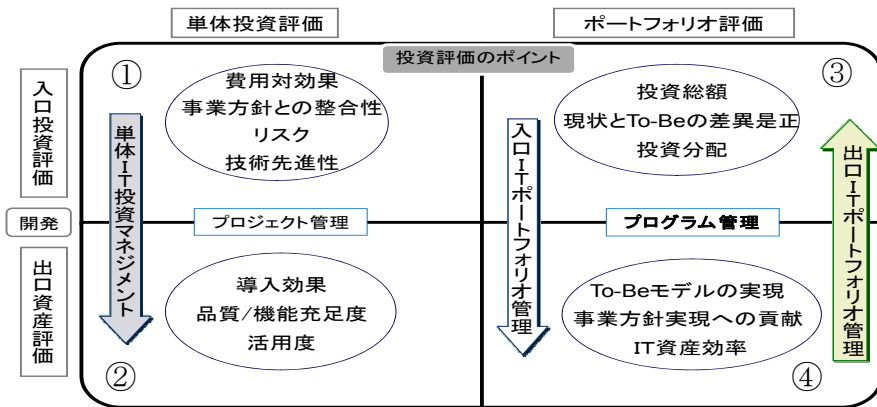 単体投資評価
ポートフォリオ評価
投資評価のポイント
①
③
入口投資評価
費用対効果
事業方針との整合性
リスク
技術先進性
投資総額
現状とTo-Beの差異是正
投資分配
単体IT投資マネジメント
入口ITポートフォリオ管理
出口ITポートフォリオ管理
開発
プロジェクト管理
プログラム管理
出口資産評価
導入効果
品質/機能充足度
活用度
To-Beモデルの実現
事業方針実現への貢献
IT資産効率
②
④